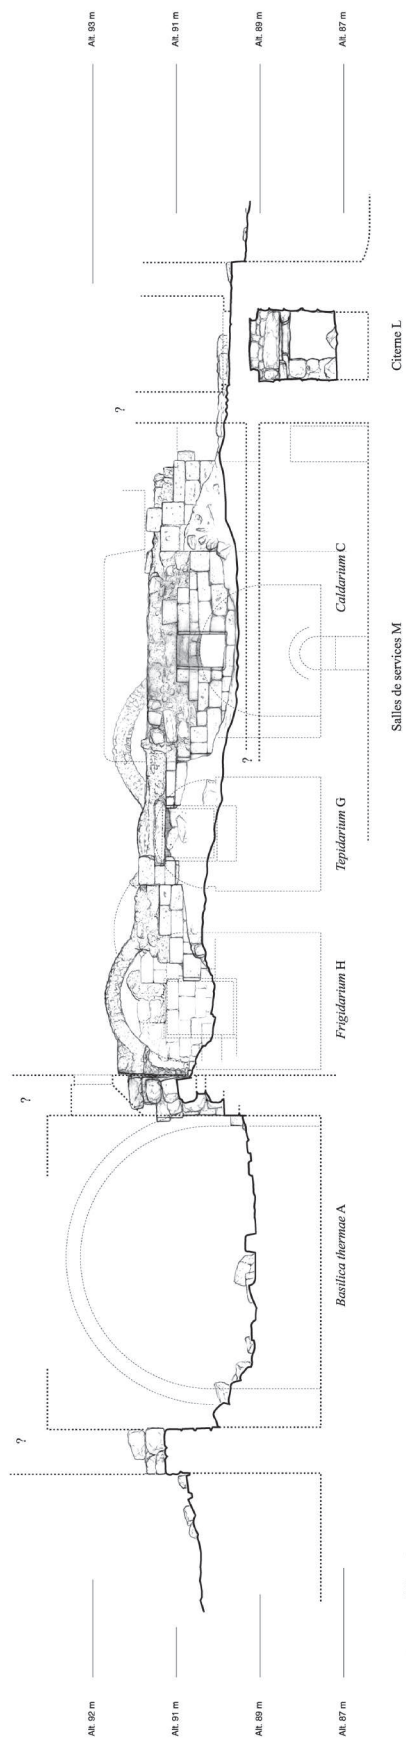 Alt. 92 m
Alt. 93 m
Alt. 91 m
Alt. 91 m
Alt. 89 m
Alt. 89 m
Alt. 87 m
Alt. 87 m
?
?
?
?
Basilica thermae A
Frigidarium H
Tepidarium G
Caldarium C
Citerne L
Salles de services M